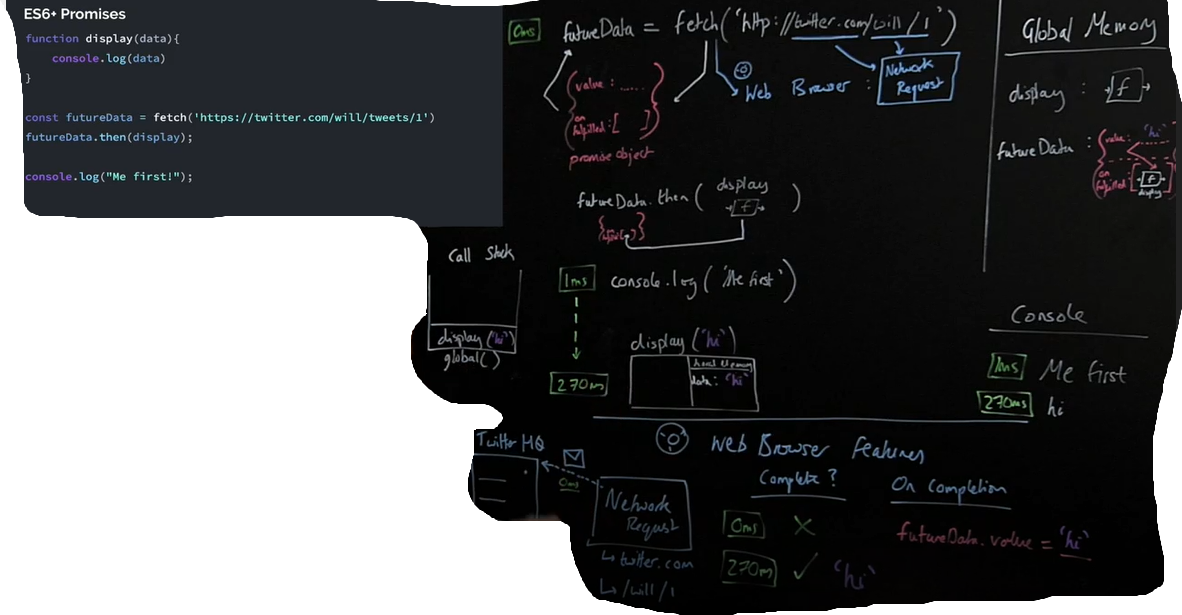 ES6+ Promises
function display(data){
console.log(data)
}
const futureData = fetch('https://twitter.com/will/tweets/1')
futureData.then(display);
console.log("Me first!");
0ms
futureData = fetch('http://twitter.com/will/1')
{ value : ......
on
fulfilled:[ ] }
promise object
Web Browser :
Network
Request
futureData.then( display )
f
1ms
console.log('Me first')
270ms
display('hi')
Local Memory
data: 'hi'
Call Stack
display('hi')
global()
Global Memory
display :
f
futureData :
value: 'hi'
on
fulfilled:
[ f ]
display
Console
1ms Me first
270ms hi
Web Browser Features
Twitter HQ
0ms
Network
Request
↳ twitter.com
↳ /will/1
Complete ?
0ms X
270ms ✓ 'hi'
On Completion
futureData.value = 'hi'